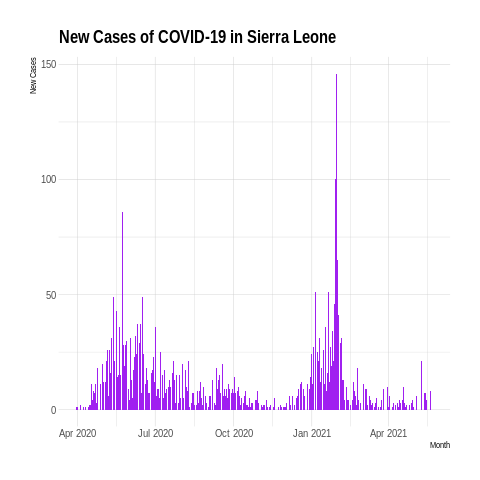 New Cases of COVID-19 in Sierra Leone
New Cases
150
100
50
0
Apr 2020 Jul 2020 Oct 2020 Jan 2021 Apr 2021
Month